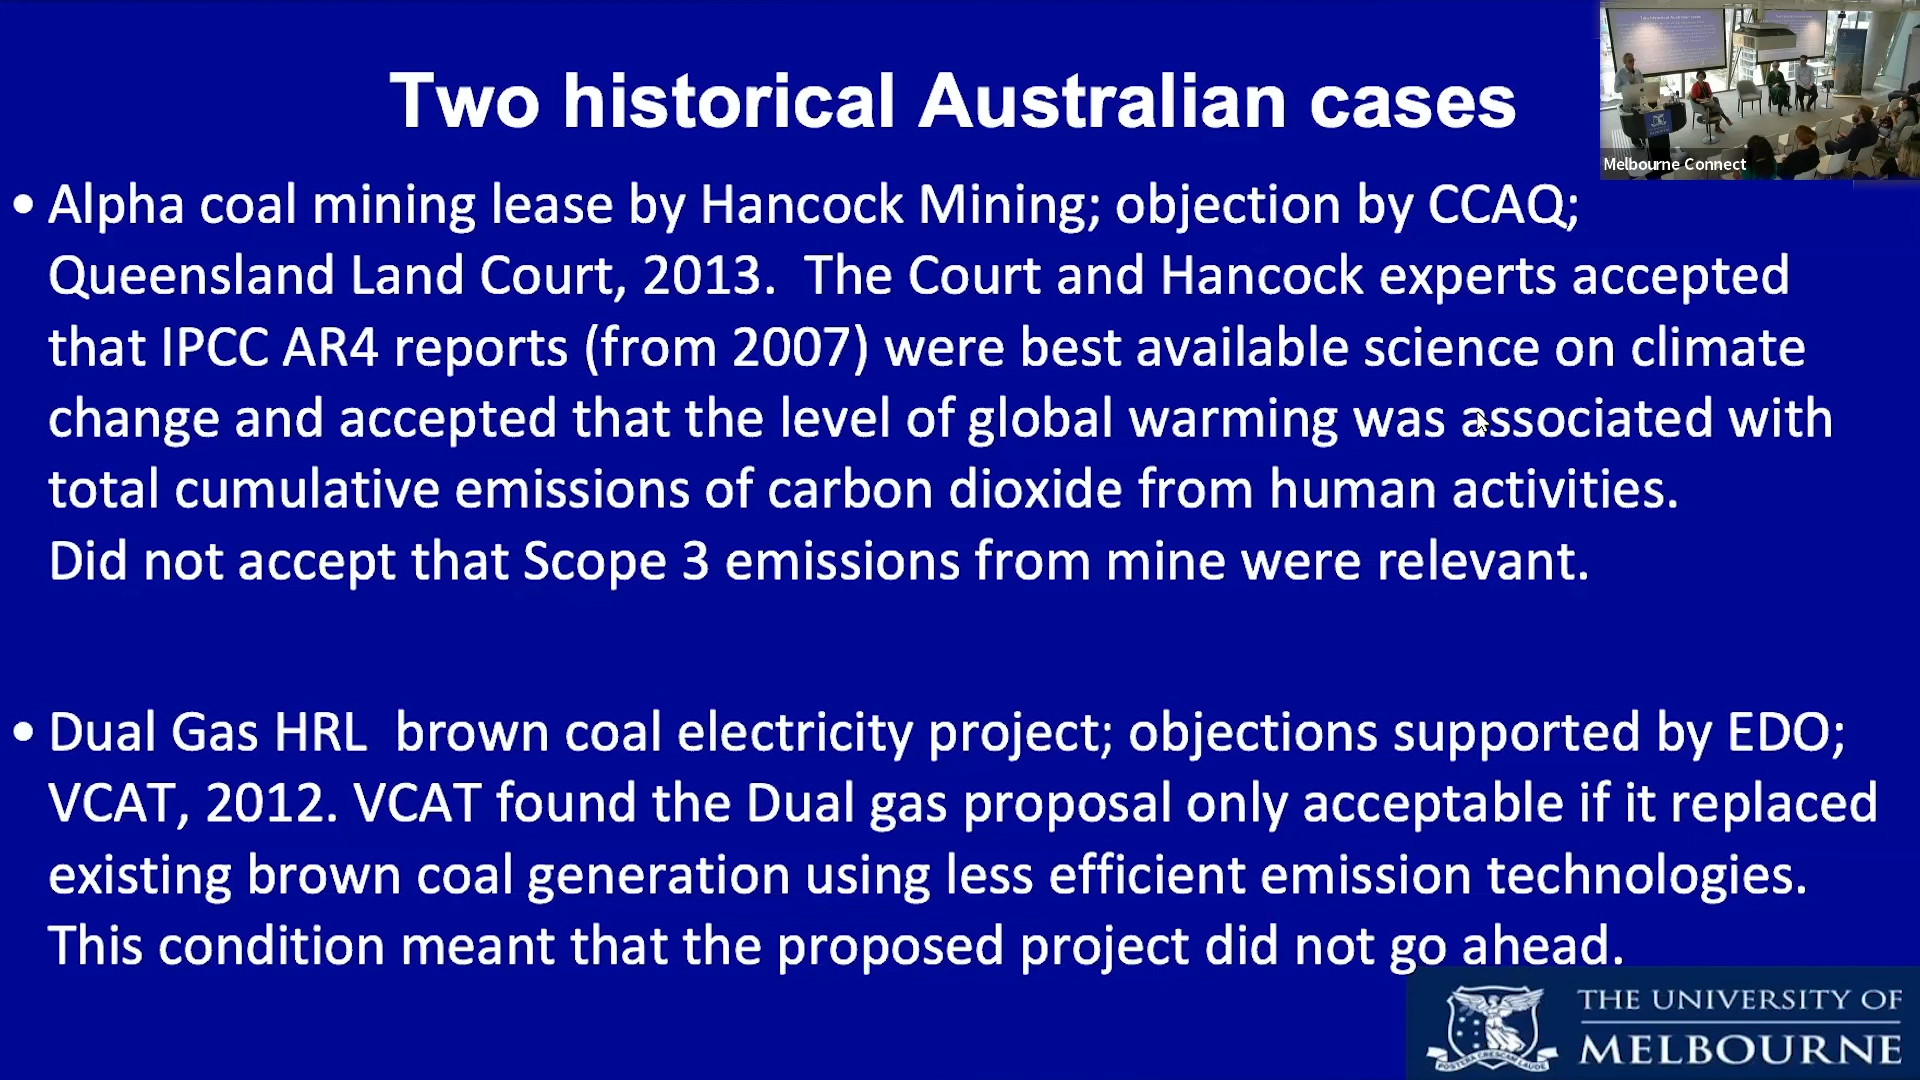 Two historical Australian cases
Melbourne Connect
• Alpha coal mining lease by Hancock Mining; objection by CCAQ;
Queensland Land Court, 2013. The Court and Hancock experts accepted
that IPCC AR4 reports (from 2007) were best available science on climate
change and accepted that the level of global warming was associated with
total cumulative emissions of carbon dioxide from human activities.
Did not accept that Scope 3 emissions from mine were relevant.
• Dual Gas HRL brown coal electricity project; objections supported by EDO;
VCAT, 2012. VCAT found the Dual gas proposal only acceptable if it replaced
existing brown coal generation using less efficient emission technologies.
This condition meant that the proposed project did not go ahead.
THE UNIVERSITY OF
MELBOURNE